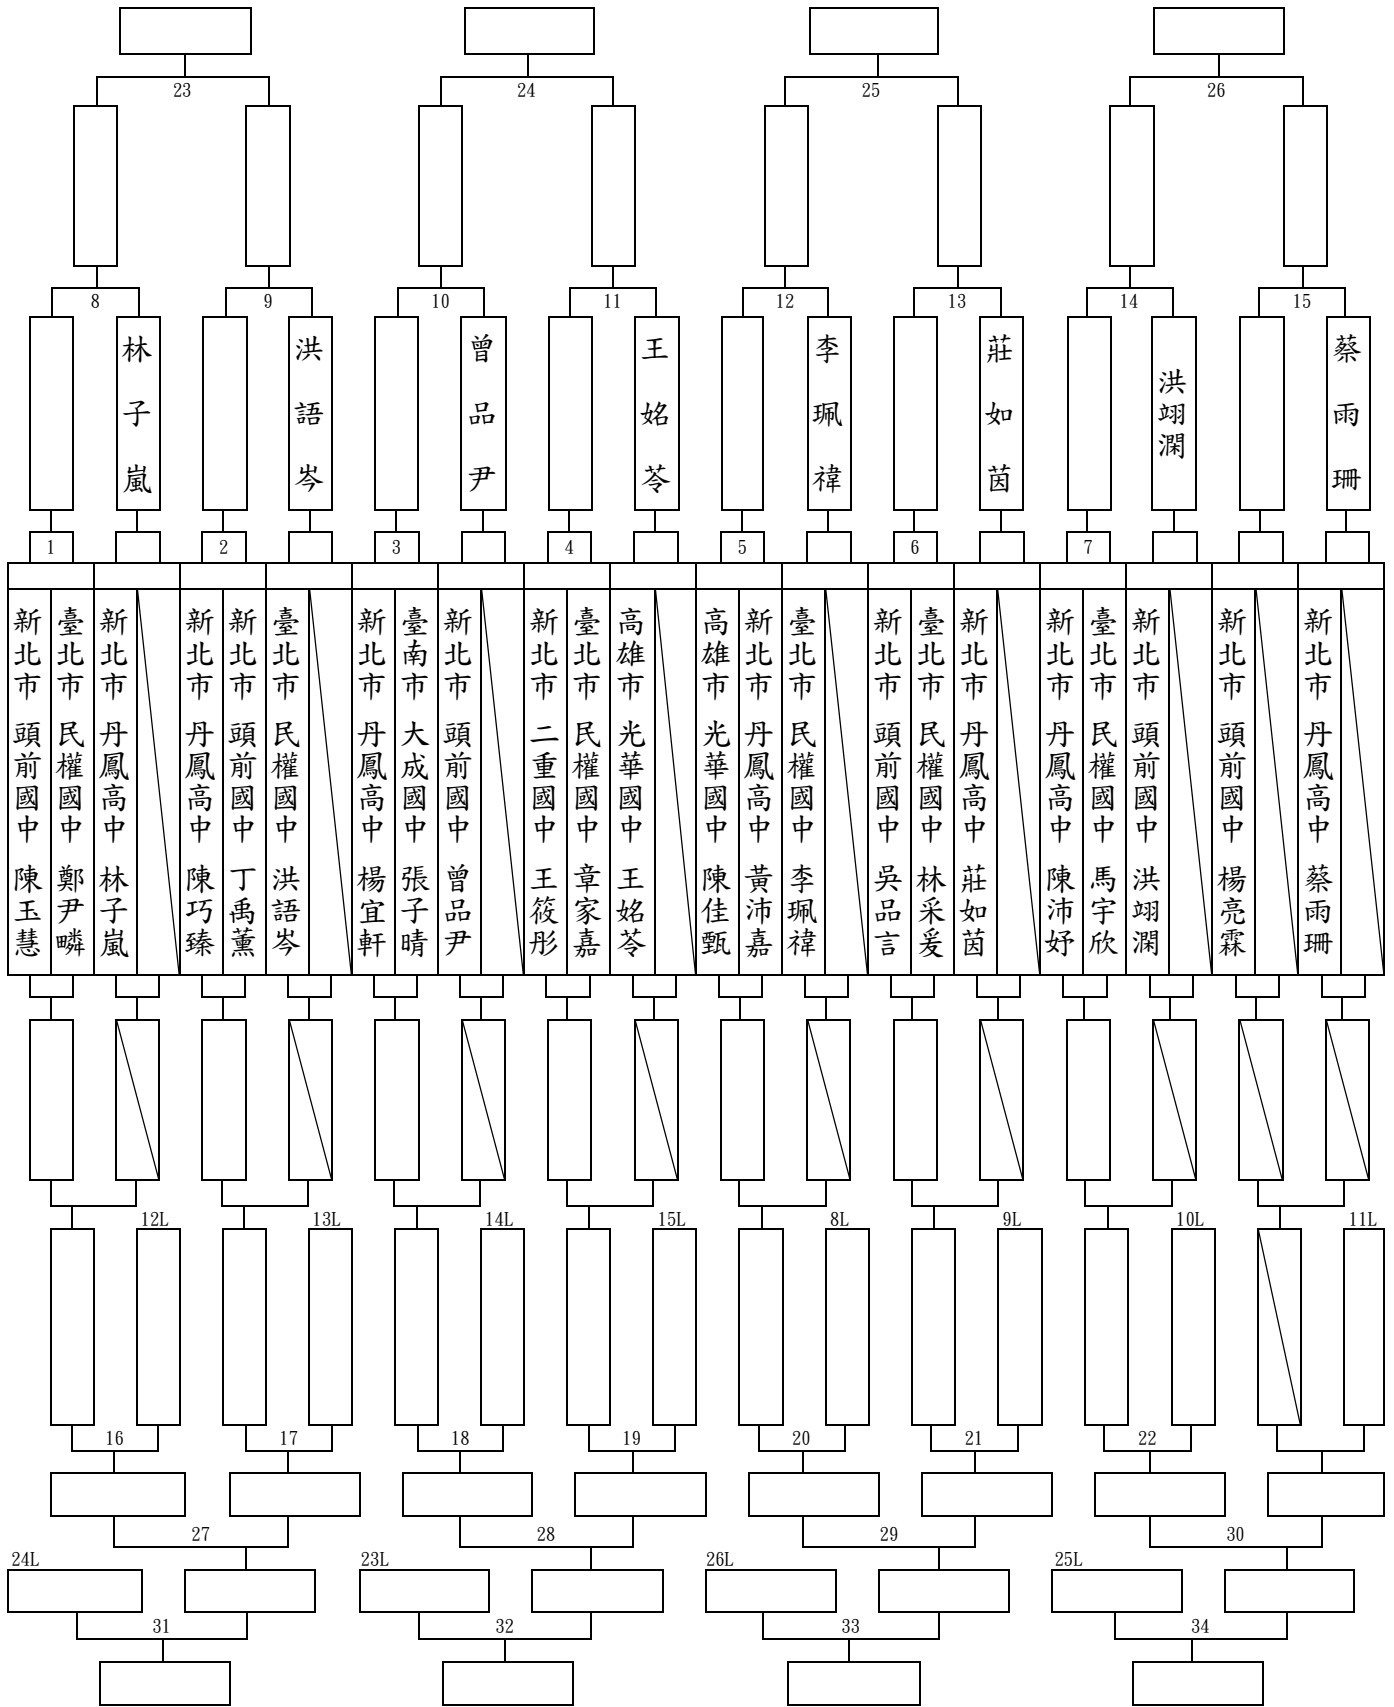 23
24
25
26
8
9
10
11
12
13
14
15
林子嵐
洪語岑
曾品尹
王姳苓
李珮禕
莊如茵
洪翊瀾
蔡雨珊
1
2
3
4
5
6
7
新北市 頭前國中 陳玉慧
臺北市 民權國中 鄭尹疄
新北市 丹鳳高中 林子嵐
新北市 丹鳳高中 陳巧臻
新北市 頭前國中 丁禹薰
臺北市 民權國中 洪語岑
新北市 丹鳳高中 楊宜軒
臺南市 大成國中 張子晴
新北市 頭前國中 曾品尹
新北市 二重國中 王筱彤
臺北市 民權國中 章家嘉
高雄市 光華國中 王姳苓
高雄市 光華國中 陳佳甄
新北市 丹鳳高中 黃沛嘉
臺北市 民權國中 李珮禕
新北市 頭前國中 吳品言
臺北市 民權國中 林采爰
新北市 丹鳳高中 莊如茵
新北市 丹鳳高中 陳沛妤
臺北市 民權國中 馬宇欣
新北市 頭前國中 洪翊瀾
新北市 頭前國中 楊亮霖
新北市 丹鳳高中 蔡雨珊
12L
13L
14L
15L
8L
9L
10L
11L
16
17
18
19
20
21
22
27
28
29
30
24L
23L
26L
25L
31
32
33
34